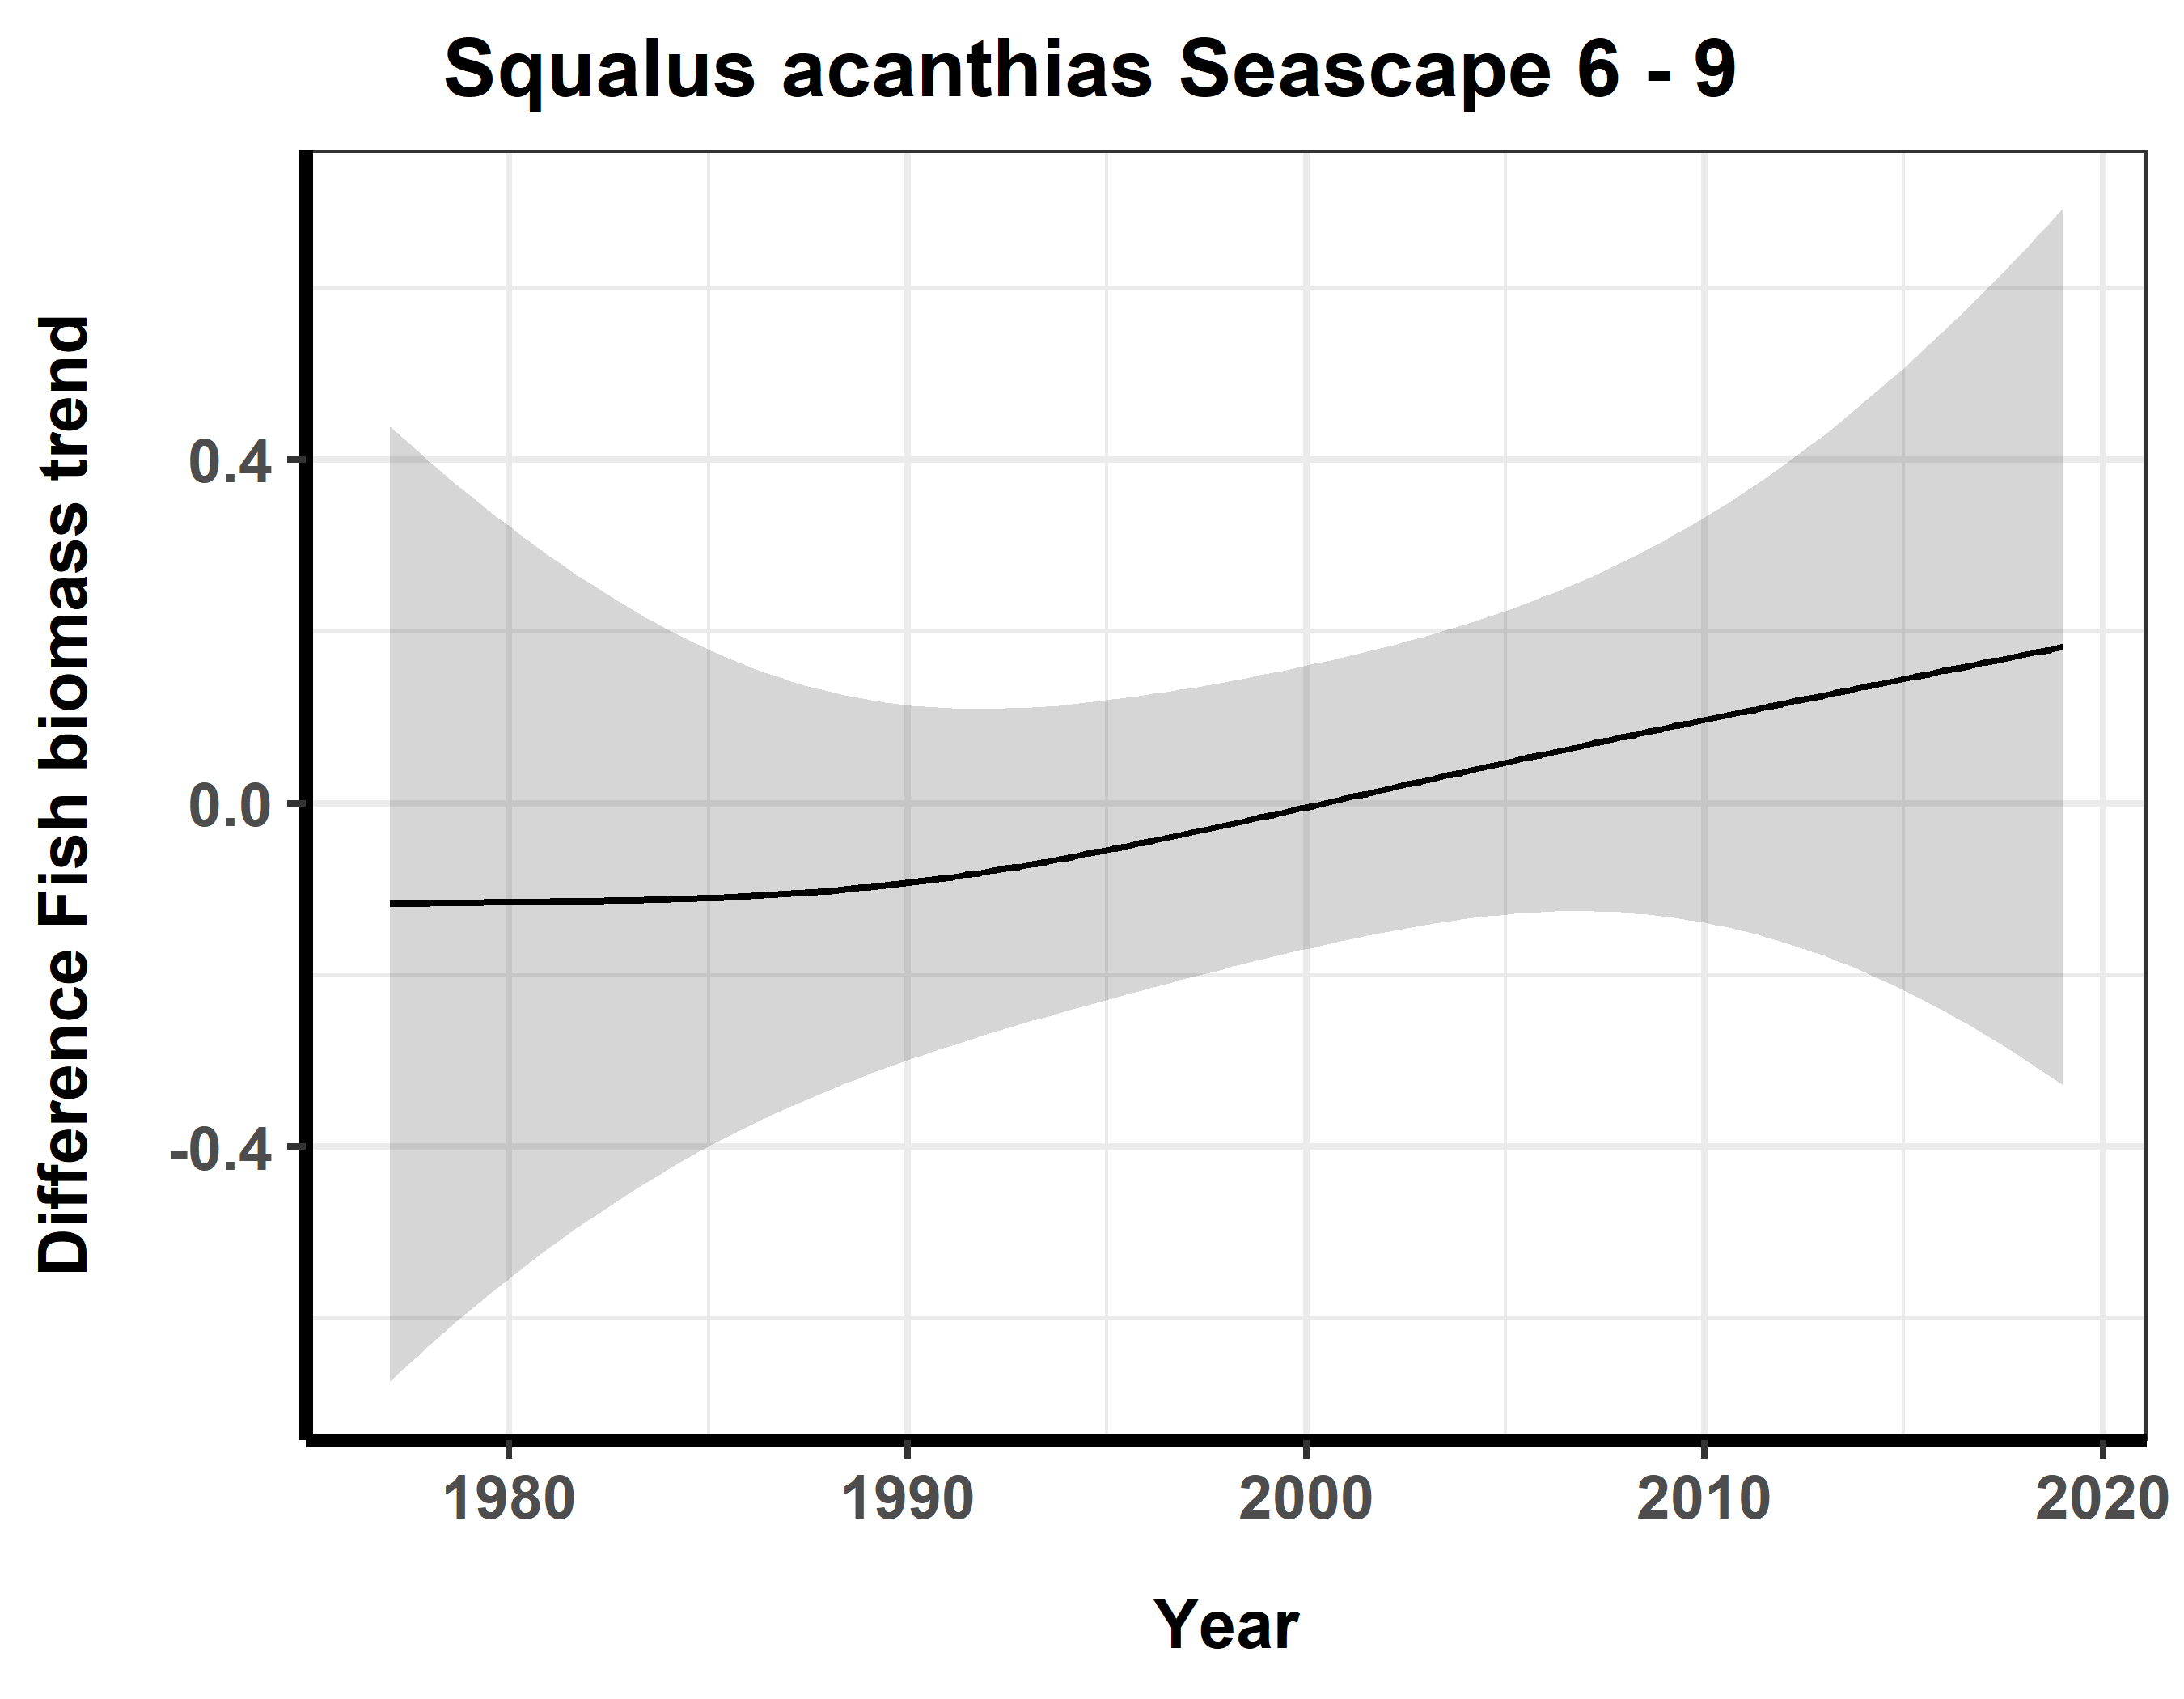 Squalus acanthias Seascape 6 - 9
Difference Fish biomass trend
0.4
0.0
-0.4
1980 1990 2000 2010 2020
Year